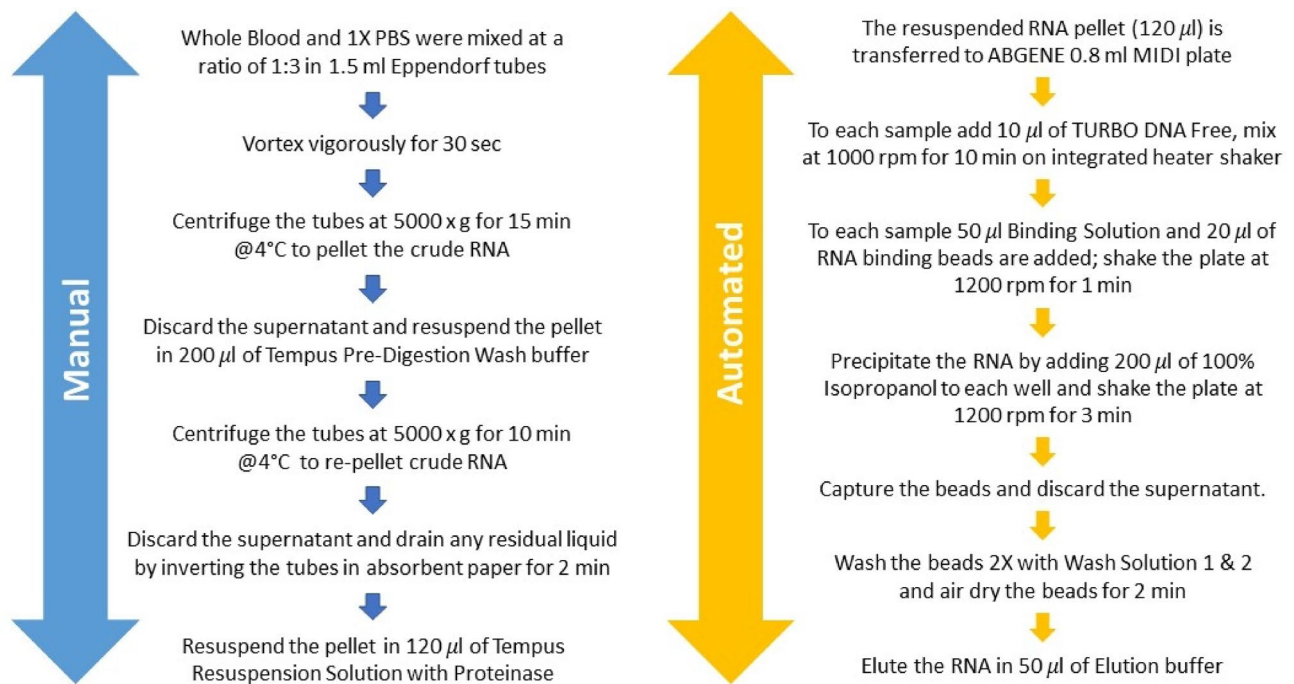 Manual
Whole Blood and 1X PBS were mixed at a
ratio of 1:3 in 1.5 ml Eppendorf tubes
Vortex vigorously for 30 sec
Centrifuge the tubes at 5000 x g for 15 min
@4°C to pellet the crude RNA
Discard the supernatant and resuspend the pellet
in 200 µl of Tempus Pre-Digestion Wash buffer
Centrifuge the tubes at 5000 x g for 10 min
@4°C to re-pellet crude RNA
Discard the supernatant and drain any residual liquid
by inverting the tubes in absorbent paper for 2 min
Resuspend the pellet in 120 µl of Tempus
Resuspension Solution with Proteinase
Automated
The resuspended RNA pellet (120 µl) is
transferred to ABGENE 0.8 ml MIDI plate
To each sample add 10 µl of TURBO DNA Free, mix
at 1000 rpm for 10 min on integrated heater shaker
To each sample 50 µl Binding Solution and 20 µl of
RNA binding beads are added; shake the plate at
1200 rpm for 1 min
Precipitate the RNA by adding 200 µl of 100%
Isopropanol to each well and shake the plate at
1200 rpm for 3 min
Capture the beads and discard the supernatant.
Wash the beads 2X with Wash Solution 1 & 2
and air dry the beads for 2 min
Elute the RNA in 50 µl of Elution buffer